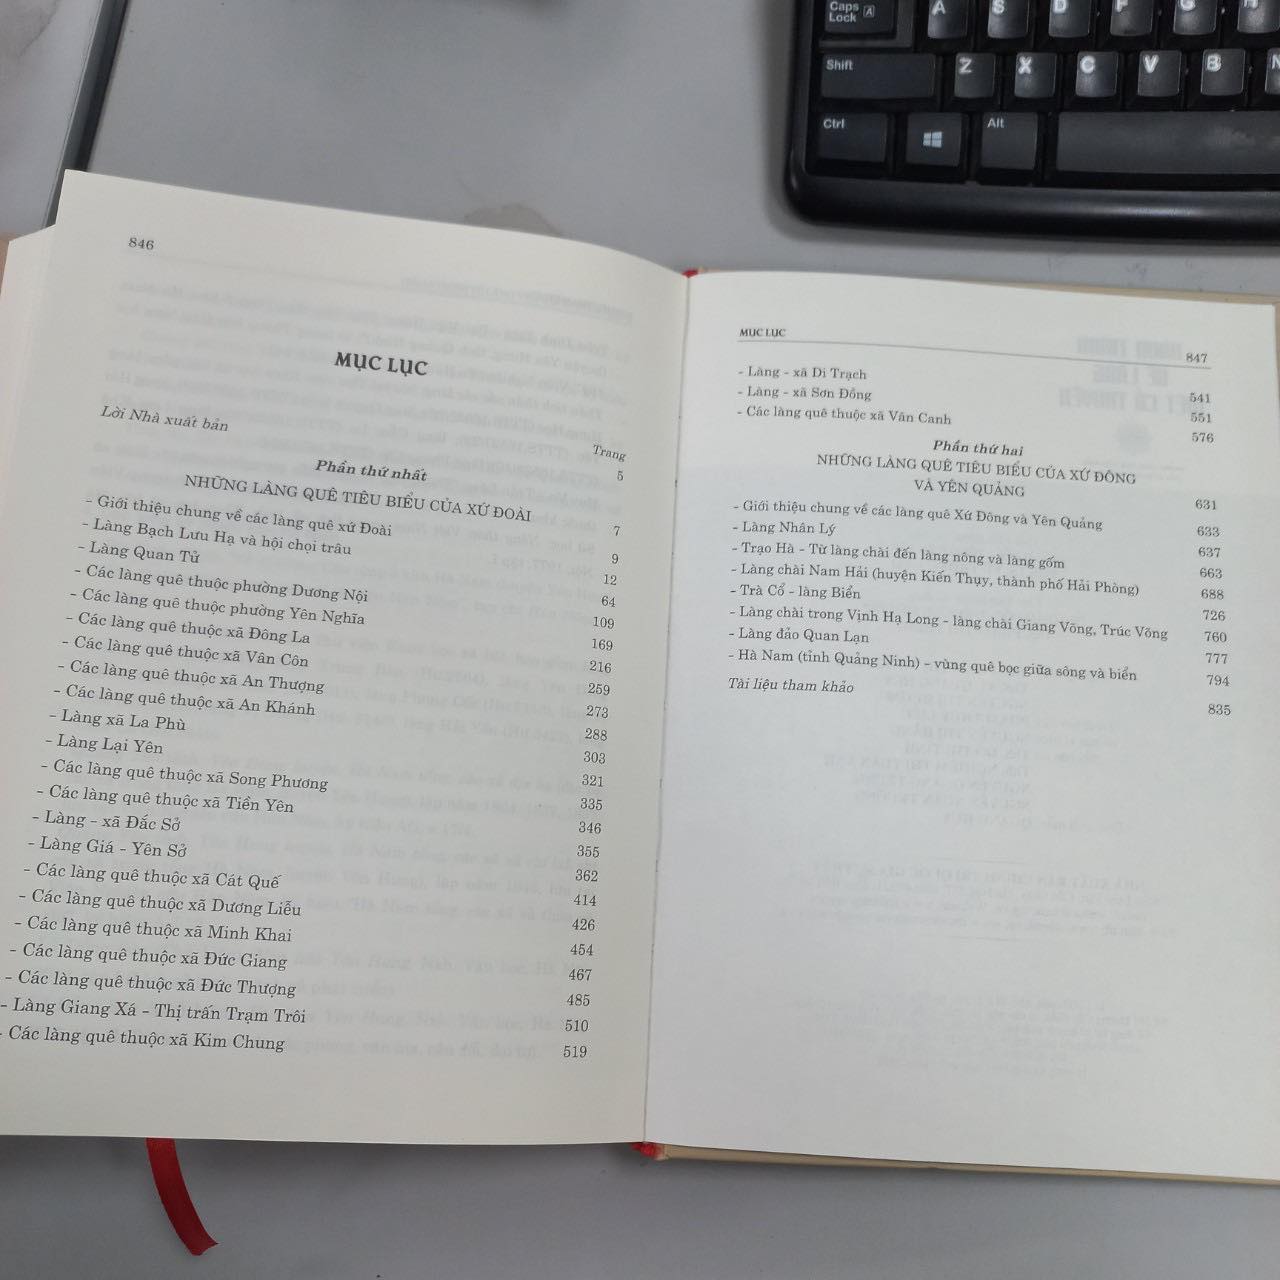 Caps Lock A
A S D F G H
Shift
Z X C V B N
Ctrl
Alt
846
MỤC LỤC
Trang
Lời Nhà xuất bản 5
Phần thứ nhất
NHỮNG LÀNG QUÊ TIÊU BIỂU CỦA XỨ ĐOÀI 7
- Giới thiệu chung về các làng quê xứ Đoài 9
- Làng Bạch Lưu Hạ và hội chọi trâu 12
- Làng Quan Tử 64
- Các làng quê thuộc phường Dương Nội 109
- Các làng quê thuộc phường Yên Nghĩa 169
- Các làng quê thuộc xã Đông La 216
- Các làng quê thuộc xã Vân Côn 259
- Các làng quê thuộc xã An Thượng 273
- Các làng quê thuộc xã An Khánh 288
- Làng xã La Phù 303
- Làng Lại Yên 321
- Các làng quê thuộc xã Song Phương 335
- Các làng quê thuộc xã Tiền Yên 346
- Làng - xã Đắc Sở 355
- Làng Giá - Yên Sở 362
- Các làng quê thuộc xã Cát Quế 414
- Các làng quê thuộc xã Dương Liễu 426
- Các làng quê thuộc xã Minh Khai 454
- Các làng quê thuộc xã Đức Giang 467
- Các làng quê thuộc xã Đức Thượng 485
- Làng Giang Xá - Thị trấn Trạm Trôi 510
- Các làng quê thuộc xã Kim Chung 519
MỤC LỤC 847
- Làng - xã Di Trạch 541
- Làng - xã Sơn Đồng 551
- Các làng quê thuộc xã Vân Canh 576
Phần thứ hai
NHỮNG LÀNG QUÊ TIÊU BIỂU CỦA XỨ ĐÔNG
VÀ YÊN QUẢNG 631
- Giới thiệu chung về các làng quê Xứ Đông và Yên Quảng 633
- Làng Nhân Lý 637
- Trạo Hà - Từ làng chài đến làng nông và làng gốm 663
- Làng chài Nam Hải (huyện Kiến Thụy, thành phố Hải Phòng) 688
- Trà Cổ - làng Biển 726
- Làng chài trong Vịnh Hạ Long - làng chài Giang Võng, Trúc Võng 760
- Làng đảo Quan Lạn 777
- Hà Nam (tỉnh Quảng Ninh) - vùng quê bọc giữa sông và biển 794
Tài liệu tham khảo 835